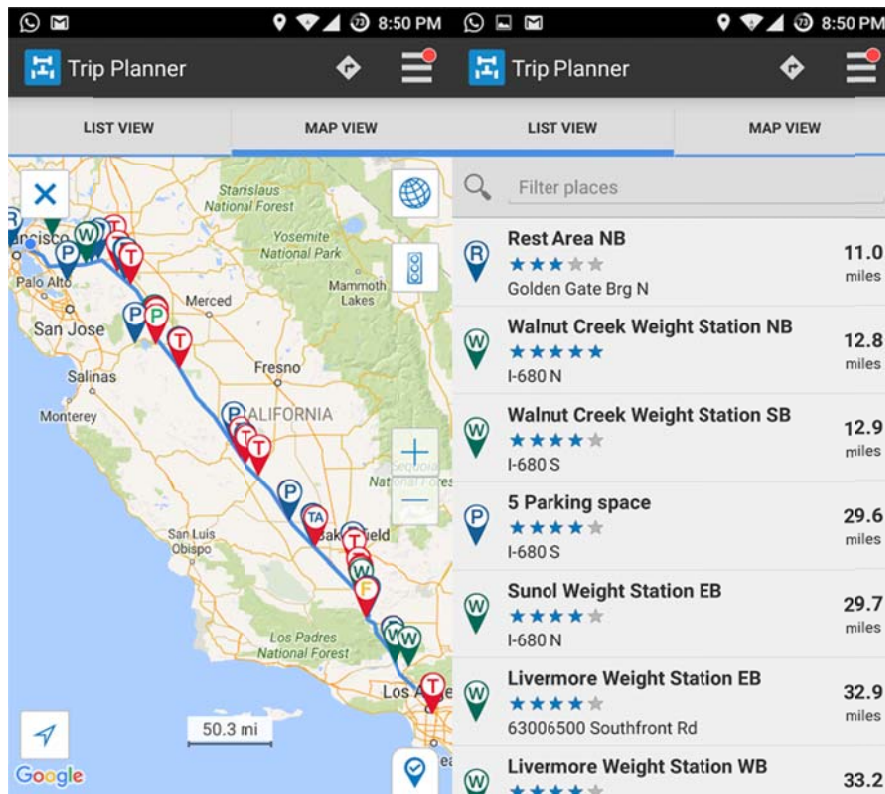 73
8:50 PM
Trip Planner
LIST VIEW
MAP VIEW
Stanislaus
National Forest
Yosemite
National Park
Mammoth
Lakes
Palo Alto
San Jose
Merced
Salinas
Fresno
Monterey
ALIFORNIA
Sequoia
San Luis
Obispo
Los Padres
National Forest
50.3 mi
Google
R
W
P
T
TA
F
73
8:50 PM
Trip Planner
LIST VIEW
MAP VIEW
Filter places
R
Rest Area NB
11.0
Golden Gate Brg N
miles
W
Walnut Creek Weight Station NB
12.8
I-680 N
miles
W
Walnut Creek Weight Station SB
12.9
I-680 S
miles
P
5 Parking space
29.6
I-680 S
miles
W
Sunol Weight Station EB
29.7
I-680 N
miles
W
Livermore Weight Station EB
32.9
63006500 Southfront Rd
miles
W
Livermore Weight Station WB
33.2